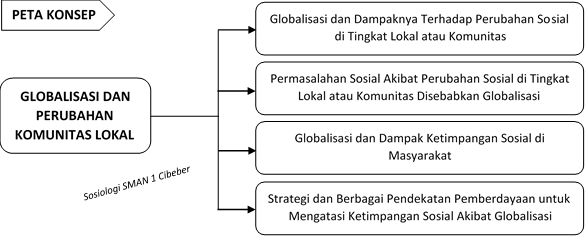 PETA KONSEP
GLOBALISASI DAN
PERUBAHAN
KOMUNITAS LOKAL
Globalisasi dan Dampaknya Terhadap Perubahan Sosial
di Tingkat Lokal atau Komunitas
Permasalahan Sosial Akibat Perubahan Sosial di Tingkat
Lokal atau Komunitas Disebabkan Globalisasi
Globalisasi dan Dampak Ketimpangan Sosial di
Masyarakat
Strategi dan Berbagai Pendekatan Pemberdayaan untuk
Mengatasi Ketimpangan Sosial Akibat Globalisasi
Sosiologi SMAN 1 Cibeber